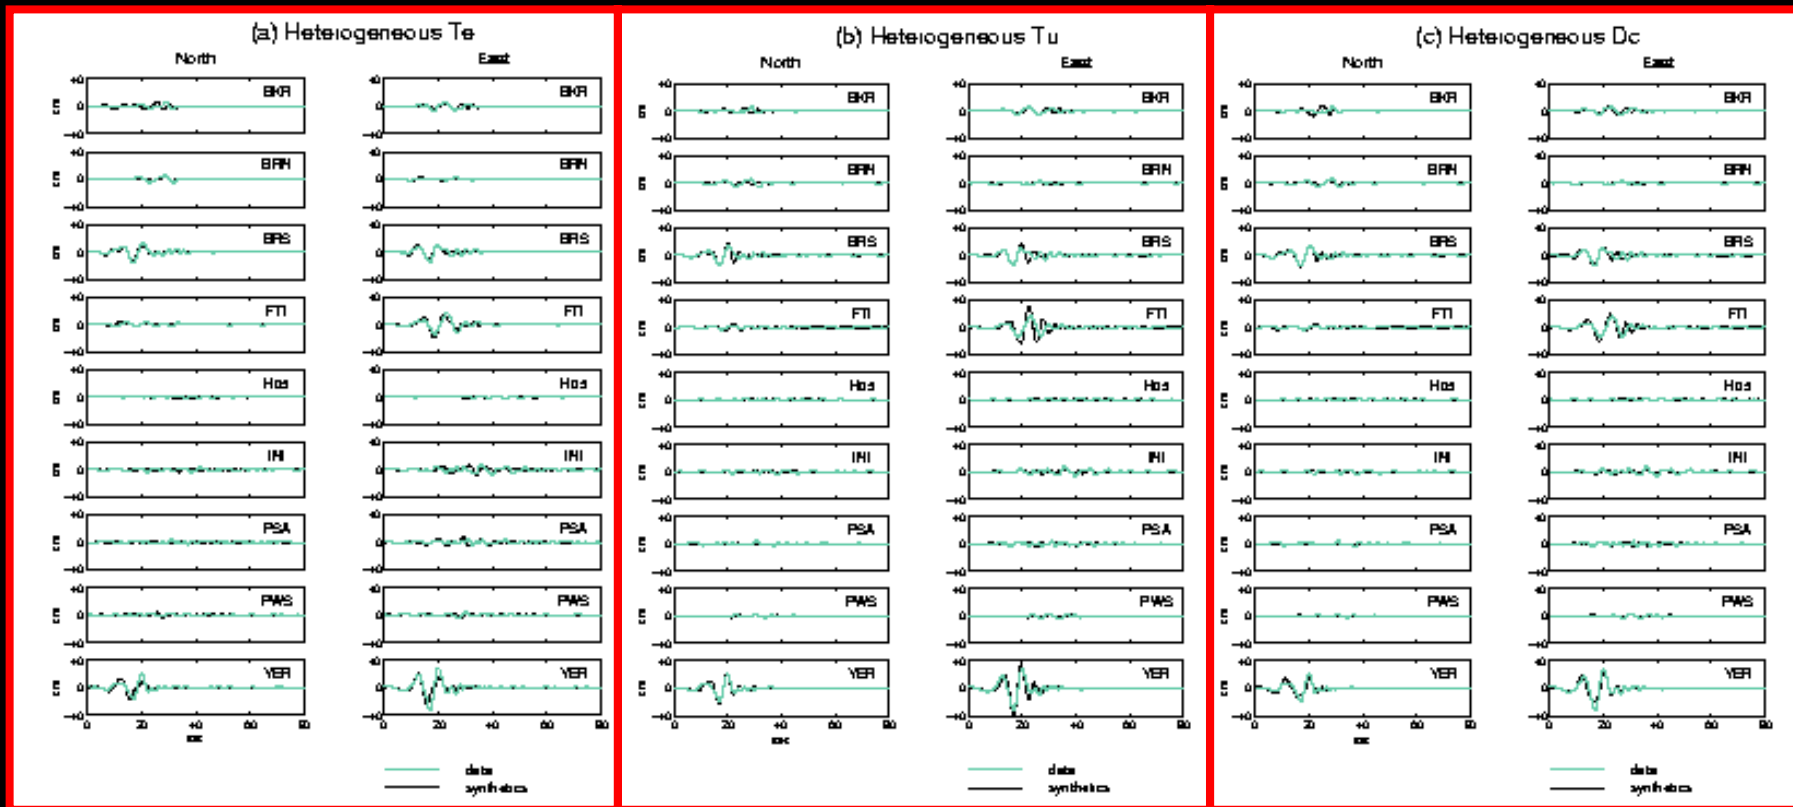 (a) Heterogeneous Te
North East
BKR BKR
BRN BRN
BRS BRS
FTI FTI
Hos Hos
INI INI
PSA PSA
PWS PWS
YER YER
0 20 40 60 80
sec
data
synthetics
(b) Heterogeneous Tu
North East
BKR BKR
BRN BRN
BRS BRS
FTI FTI
Hos Hos
INI INI
PSA PSA
PWS PWS
YER YER
0 20 40 60 80
sec
data
synthetics
(c) Heterogeneous Dc
North East
BKR BKR
BRN BRN
BRS BRS
FTI FTI
Hos Hos
INI INI
PSA PSA
PWS PWS
YER YER
0 20 40 60 80
sec
data
synthetics